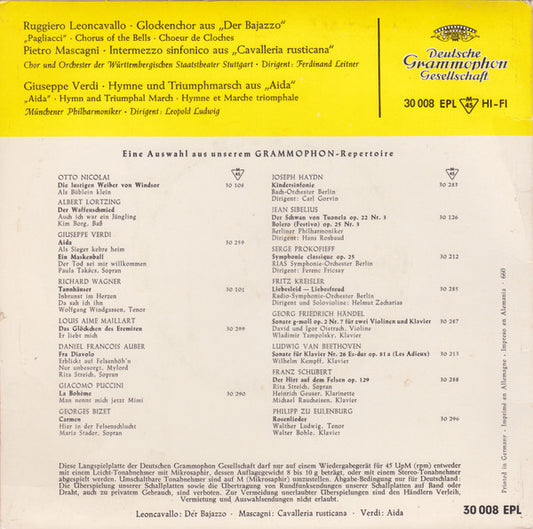 Ruggiero Leoncavallo · Glockenchor aus „Der Bajazzo“
„Pagliacci“ · Chorus of the Bells · Choeur de Cloches
Pietro Mascagni · Intermezzo sinfonico aus „Cavalleria rusticana“
Chor und Orchester der Württembergischen Staatstheater Stuttgart · Dirigent: Ferdinand Leitner
Giuseppe Verdi · Hymne und Triumphmarsch aus „Aida“
„Aida“ · Hymn and Triumphal March · Hymne et Marche triomphale
Münchener Philharmoniker · Dirigent: Leopold Ludwig
Deutsche
Grammophon
Gesellschaft
30 008 EPL M 45 HI-FI
Eine Auswahl aus unserem GRAMMOPHON-Repertoire
M 45
OTTO NICOLAI
Die lustigen Weiber von Windsor 30 108
Als Büblein klein
ALBERT LORTZING
Der Waffenschmied
Auch ich war ein Jüngling
Kim Borg, Baß
GIUSEPPE VERDI
Aida 30 259
Als Sieger kehre heim
Ein Maskenball
Der Tod sei mir willkommen
Paula Takács, Sopran
RICHARD WAGNER
Tannhäuser 30 101
Inbrunst im Herzen
Da sah ich ihn
Wolfgang Windgassen, Tenor
LOUIS AIME MAILLART
Das Glöckchen des Eremiten 30 299
Er liebt mich
DANIEL FRANCOIS AUBER
Fra Diavolo
Erblickt auf Felsenhöh'n
Nur unbesorgt, Mylord
Rita Streich, Sopran
GIACOMO PUCCINI
La Bohème 30 290
Man nennt mich jetzt Mimi
GEORGES BIZET
Carmen
Hier in der Felsenschlucht
Maria Stader, Sopran
M 45
JOSEPH HAYDN
Kindersinfonie 30 283
Bach-Orchester Berlin
Dirigent: Carl Gorvin
JEAN SIBELIUS
Der Schwan von Tuonela op. 22 Nr. 3 30 126
Bolero (Festivo) op. 25 Nr. 3
Berliner Philharmoniker
Dirigent: Hans Rosbaud
SERGE PROKOFIEFF
Symphonie classique op. 25 30 212
RIAS Symphonie-Orchester Berlin
Dirigent: Ferenc Fricsay
FRITZ KREISLER
Liebesleid — Liebesfreud 30 285
Radio-Symphonie-Orchester Berlin
Dirigent und Solovioline: Helmut Zacharias
GEORG FRIEDRICH HÄNDEL
Sonate g-moll op. 2 Nr. 7 für zwei Violinen und Klavier 30 267
David und Igor Oistrach, Violine
Wladimir Yampolsky, Klavier
LUDWIG VAN BEETHOVEN
Sonate für Klavier Nr. 26 Es-dur op. 81 a (Les Adieux) 30 213
Wilhelm Kempff, Klavier
FRANZ SCHUBERT
Der Hirt auf dem Felsen op. 129 30 288
Rita Streich, Sopran
Heinrich Geuser, Klarinette
Michael Raucheisen, Klavier
PHILIPP ZU EULENBURG
Rosenlieder 30 296
Walther Ludwig, Tenor
Walter Bohle, Klavier
Printed in Germany · Imprimé en Allemagne · Impreso en Alemania · 660
Diese Langspielplatte der Deutschen Grammophon Gesellschaft darf nur auf einem Wiedergabegerät für 45 UpM (rpm) entweder
mit einem Leicht-Tonabnehmer mit Mikrosaphir, dessen Auflagegewicht 8 bis 10 g beträgt, oder mit einem Stereo-Tonabnehmer
abgespielt werden. Umschaltbare Tonabnehmer sind auf M (Mikrosaphir) umzustellen. Abgabe-Bedingung nur für Deutschland:
Die Überspielung unserer Schallplatten sowie die Übertragung von Rundfunksendungen unserer Schallplatten auf Band oder
Draht, auch zu privatem Gebrauch, sind verboten. Zur Vermeidung unerlaubter Überspielungen sind den Händlern Verleih,
Vermietung und Auswahlsendungen nicht erlaubt.
Leoncavallo: Der Bajazzo · Mascagni: Cavalleria rusticana · Verdi: Aida 30 008 EPL